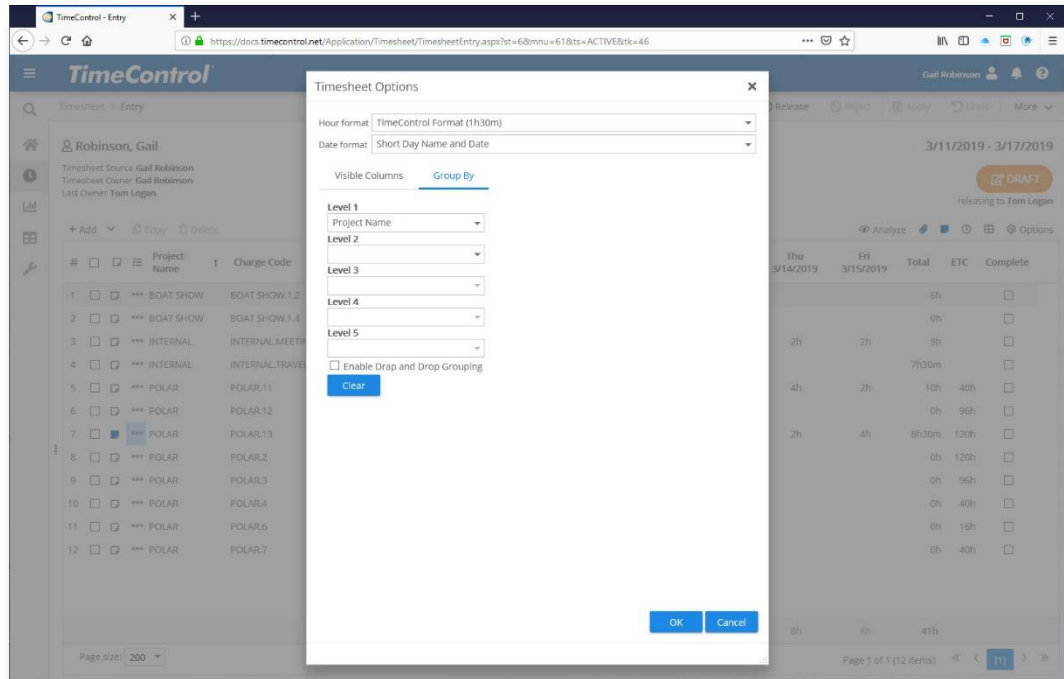 TimeControl - Entry
https://docs.timecontrol.net/Application/Timesheet/TimesheetEntry.aspx?st=6&mnu=61&ts=ACTIVE&tk=46
TimeControl
Gail Robinson
Timesheet > Entry
Release Reject Apply Undo More
Robinson, Gail
3/11/2019 - 3/17/2019
Timesheet Source Gail Robinson
Timesheet Owner Gail Robinson
Last Owner Tom Logan
DRAFT
releasing to Tom Logan
+ Add Copy Delete
Analyze Options
# Project Name Charge Code Thu 3/14/2019 Fri 3/15/2019 Total ETC Complete
1 *** BOAT SHOW BOAT SHOW.1.2 6h
2 *** BOAT SHOW BOAT SHOW.1.4 0h
3 *** INTERNAL INTERNAL.MEETIN 2h 2h 9h
4 *** INTERNAL INTERNAL.TRAVEL 7h30m
5 *** POLAR POLAR.11 4h 2h 10h 40h
6 *** POLAR POLAR.12 0h 96h
7 *** POLAR POLAR.13 2h 4h 8h30m 120h
8 *** POLAR POLAR.2 0h 120h
9 *** POLAR POLAR.3 0h 96h
10 *** POLAR POLAR.4 0h 40h
11 *** POLAR POLAR.6 0h 16h
12 *** POLAR POLAR.7 0h 40h
8h 8h 41h
Page size: 200
Page 1 of 1 (12 items) [1]
Timesheet Options
Hour format TimeControl Format (1h30m)
Date format Short Day Name and Date
Visible Columns Group By
Level 1
Project Name
Level 2
Level 3
Level 4
Level 5
Enable Drap and Drop Grouping
Clear
OK Cancel